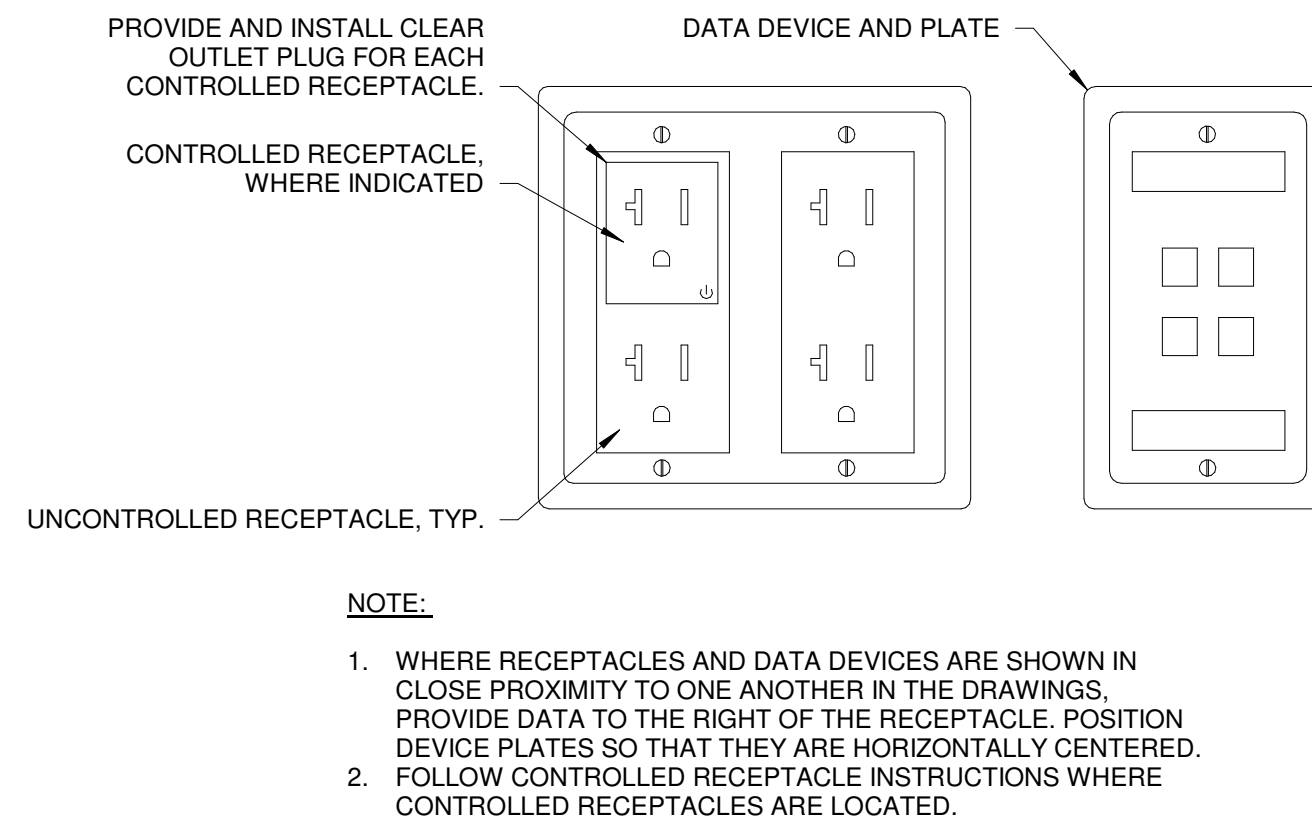 PROVIDE AND INSTALL CLEAR
OUTLET PLUG FOR EACH
CONTROLLED RECEPTACLE.
DATA DEVICE AND PLATE
CONTROLLED RECEPTACLE,
WHERE INDICATED
UNCONTROLLED RECEPTACLE, TYP.
NOTE:
1. WHERE RECEPTACLES AND DATA DEVICES ARE SHOWN IN
CLOSE PROXIMITY TO ONE ANOTHER IN THE DRAWINGS,
PROVIDE DATA TO THE RIGHT OF THE RECEPTACLE. POSITION
DEVICE PLATES SO THAT THEY ARE HORIZONTALLY CENTERED.
2. FOLLOW CONTROLLED RECEPTACLE INSTRUCTIONS WHERE
CONTROLLED RECEPTACLES ARE LOCATED.